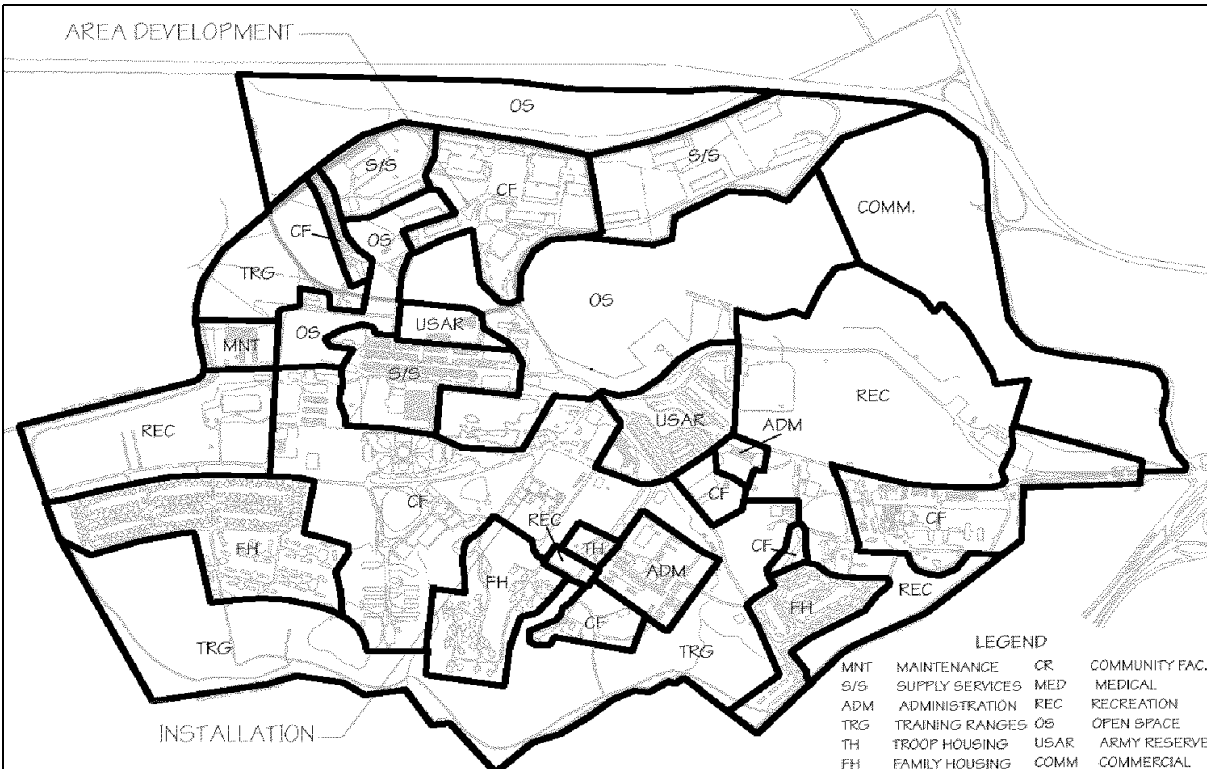 AREA DEVELOPMENT
OS
S/S
S/S
CF
COMM.
CF
OS
TRG
OS
USAR
OS
MNT
S/S
REC
REC
USAR
ADM
CF
CF
CF
REC
TH
FH
CF
ADM
FH
FH
REC
CF
TRG
TRG
INSTALLATION
LEGEND
MNT MAINTENANCE CR COMMUNITY FAC.
S/S SUPPLY SERVICES MED MEDICAL
ADM ADMINISTRATION REC RECREATION
TRG TRAINING RANGES OS OPEN SPACE
TH TROOP HOUSING USAR ARMY RESERVE
FH FAMILY HOUSING COMM COMMERCIAL